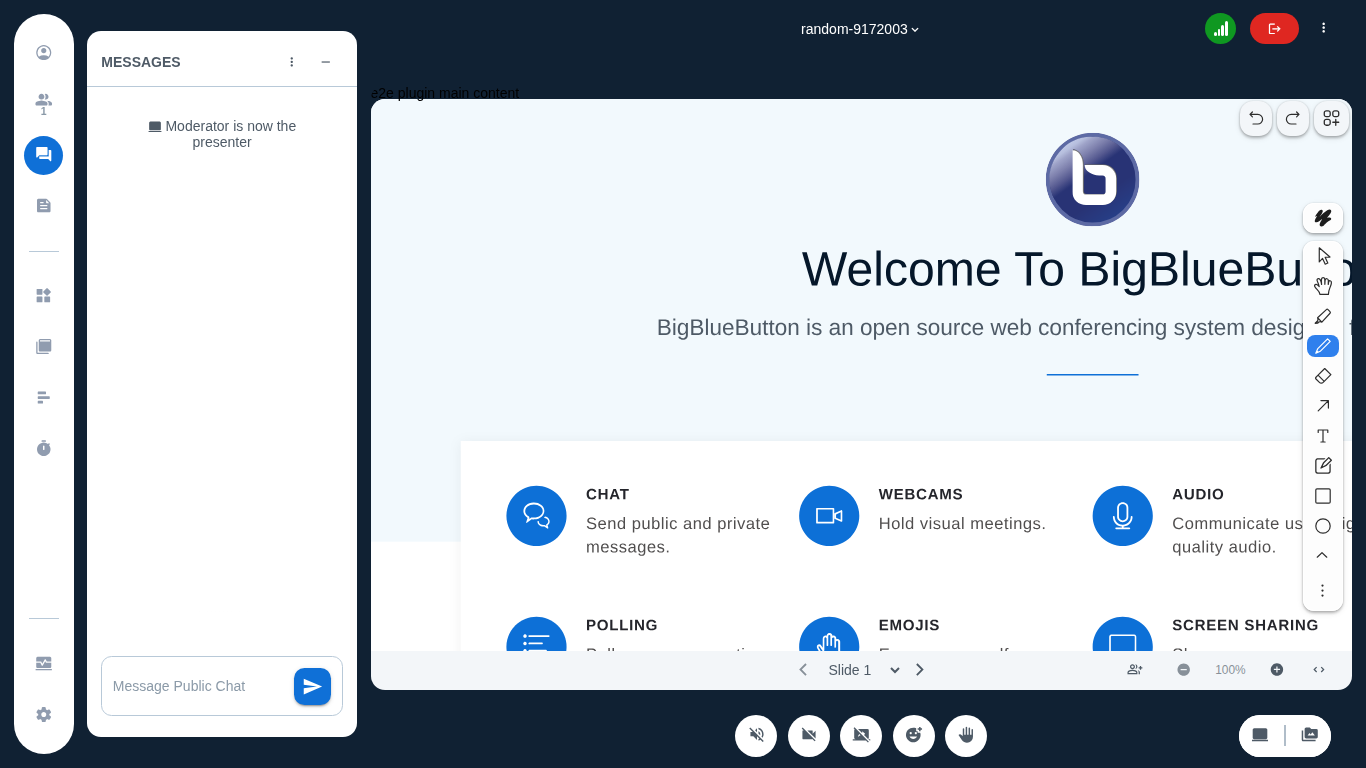 random-9172003
1
MESSAGES
Moderator is now the
presenter
Message Public Chat
e2e plugin main content
Welcome To BigBlueBu
BigBlueButton is an open source web conferencing system
CHAT
Send public and private
messages.
WEBCAMS
Hold visual meetings.
AUDIO
Communicate
quality audio.
POLLING
EMOJIS
SCREEN SHARING
Slide 1
100%